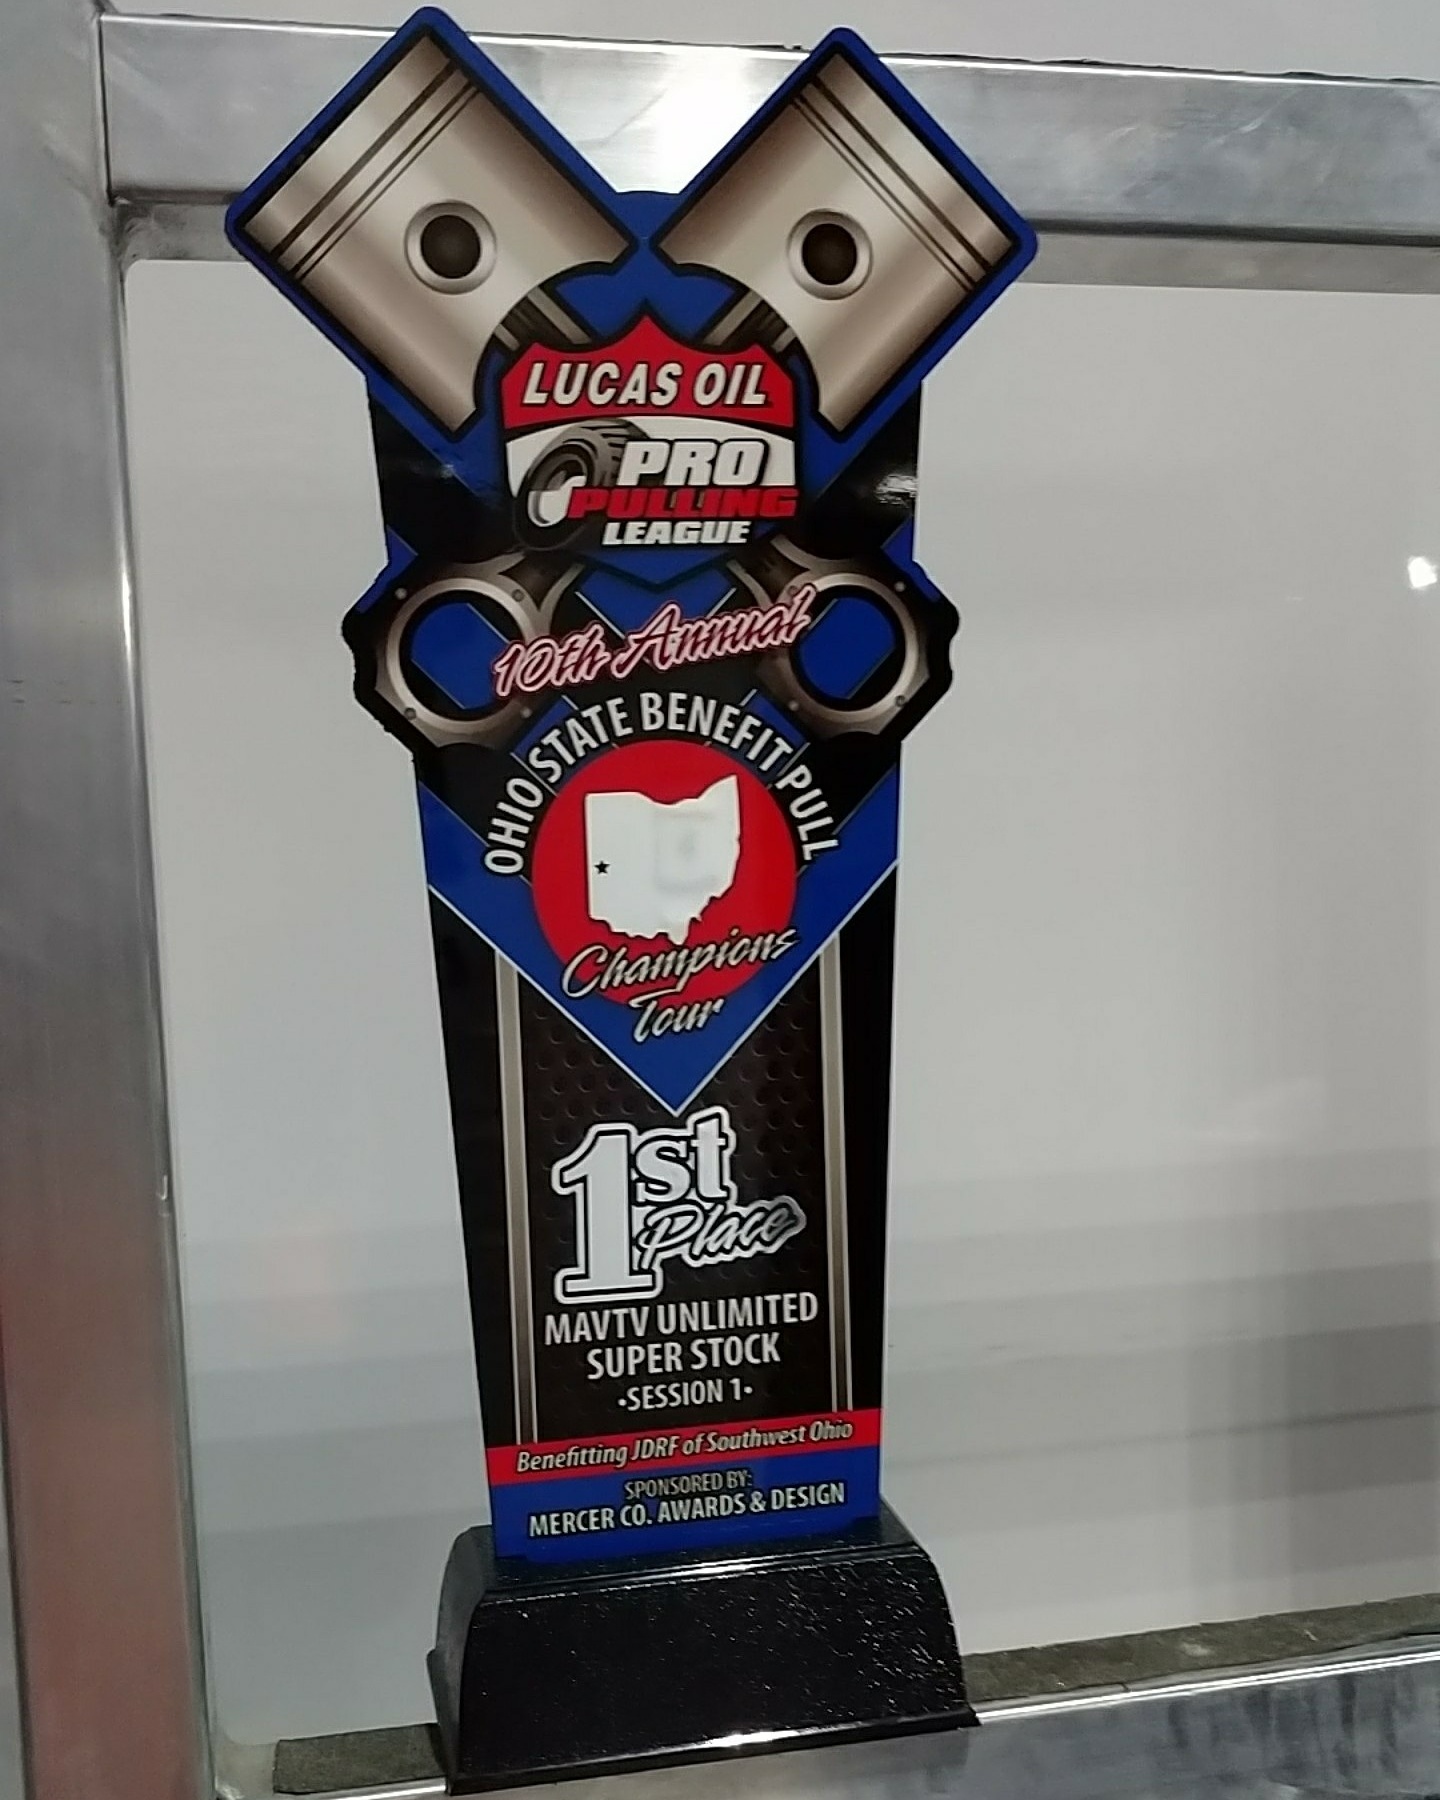 LUCAS OIL
PRO
PULLING
LEAGUE
10th Annual
OHIO STATE BENEFIT PULL
Champions
Tour
1st
Place
MAVTV UNLIMITED
SUPER STOCK
•SESSION 1•
Benefitting JDRF of Southwest Ohio
SPONSORED BY:
MERCER CO. AWARDS & DESIGN